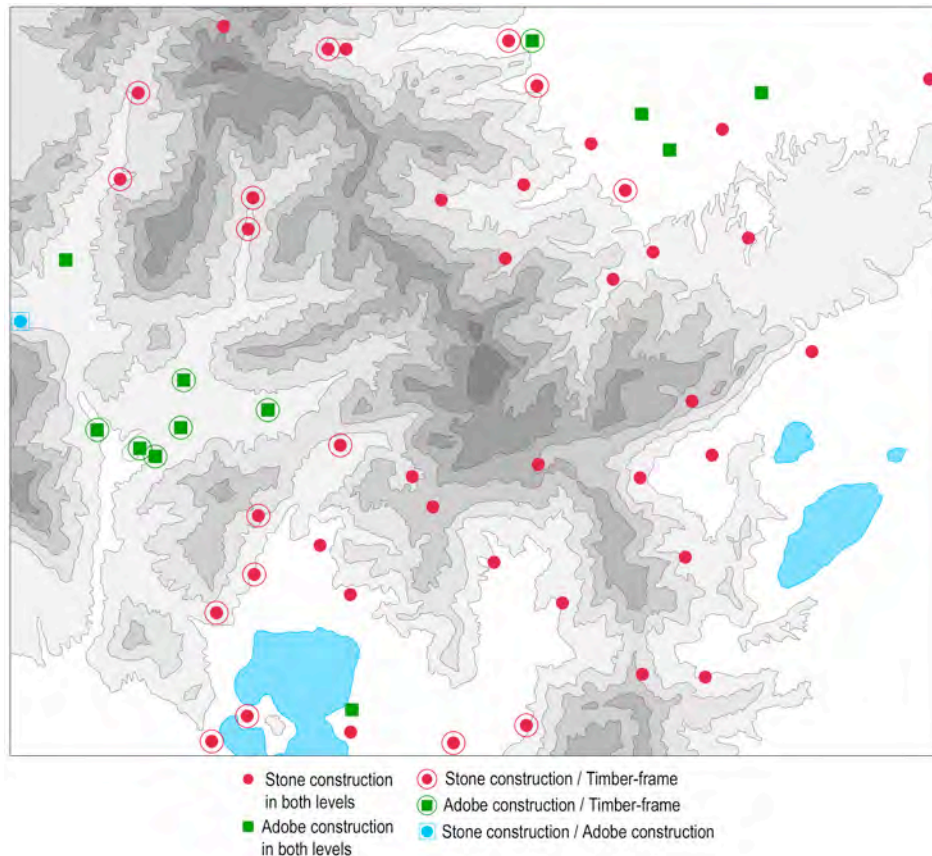 Stone construction
in both levels
Adobe construction
in both levels
Stone construction / Timber-frame
Adobe construction / Timber-frame
Stone construction / Adobe construction